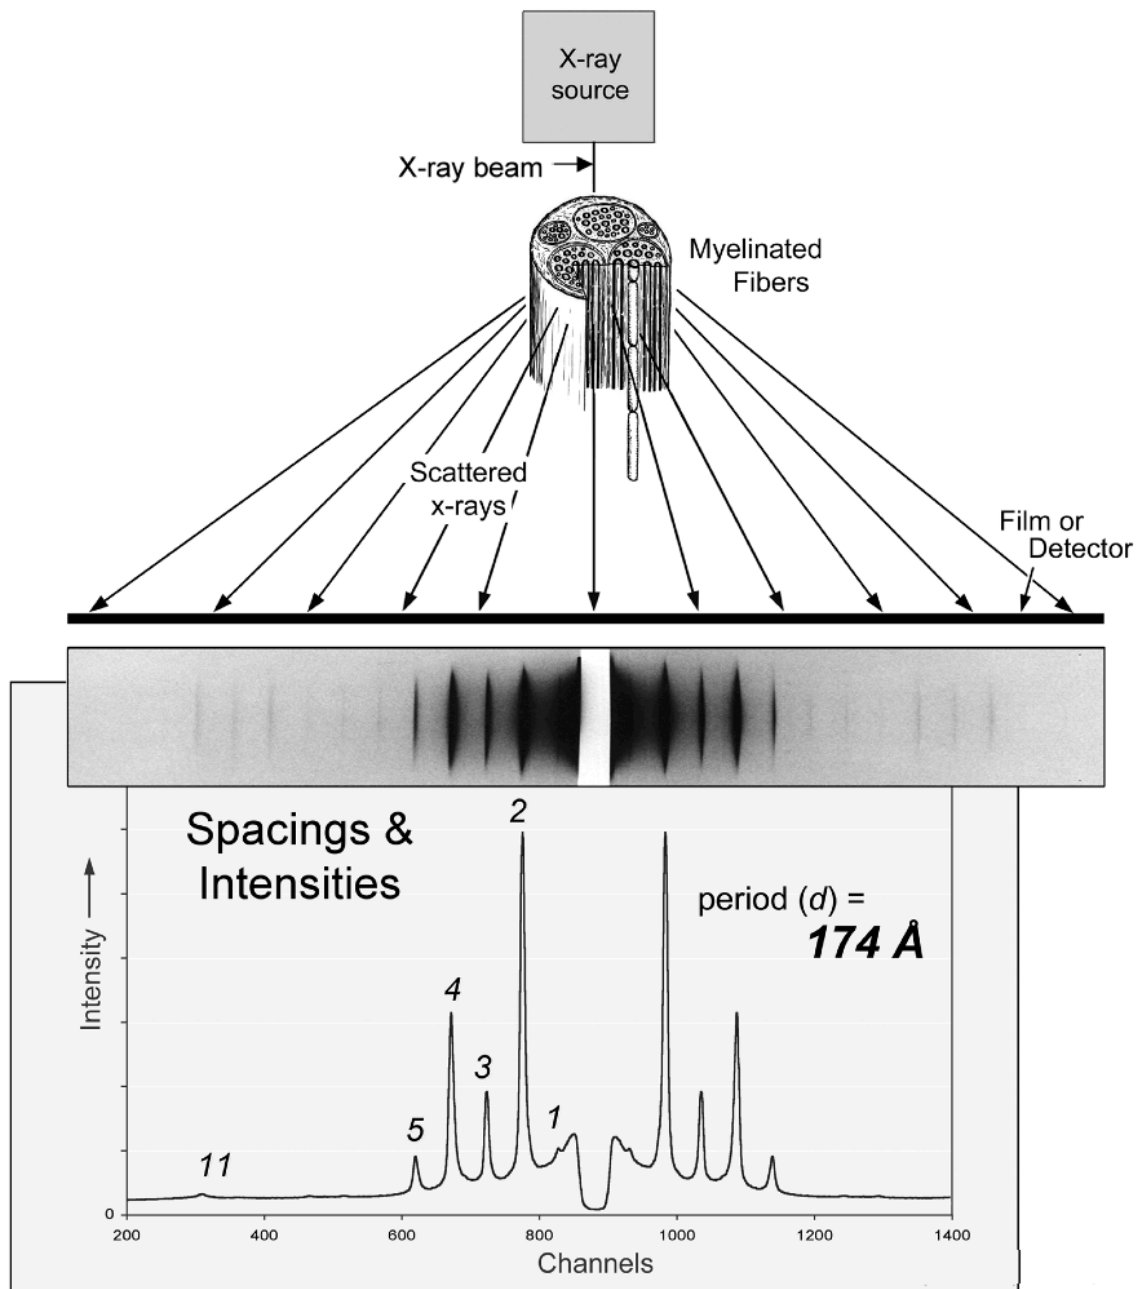 X-ray
source
X-ray beam
Myelinated
Fibers
Scattered
x-rays
Film or
Detector
Spacings &
Intensities
2
period (d) =
174 Å
4
3
1
5
11
Intensity
0
200 400 600 800 1000 1200 1400
Channels